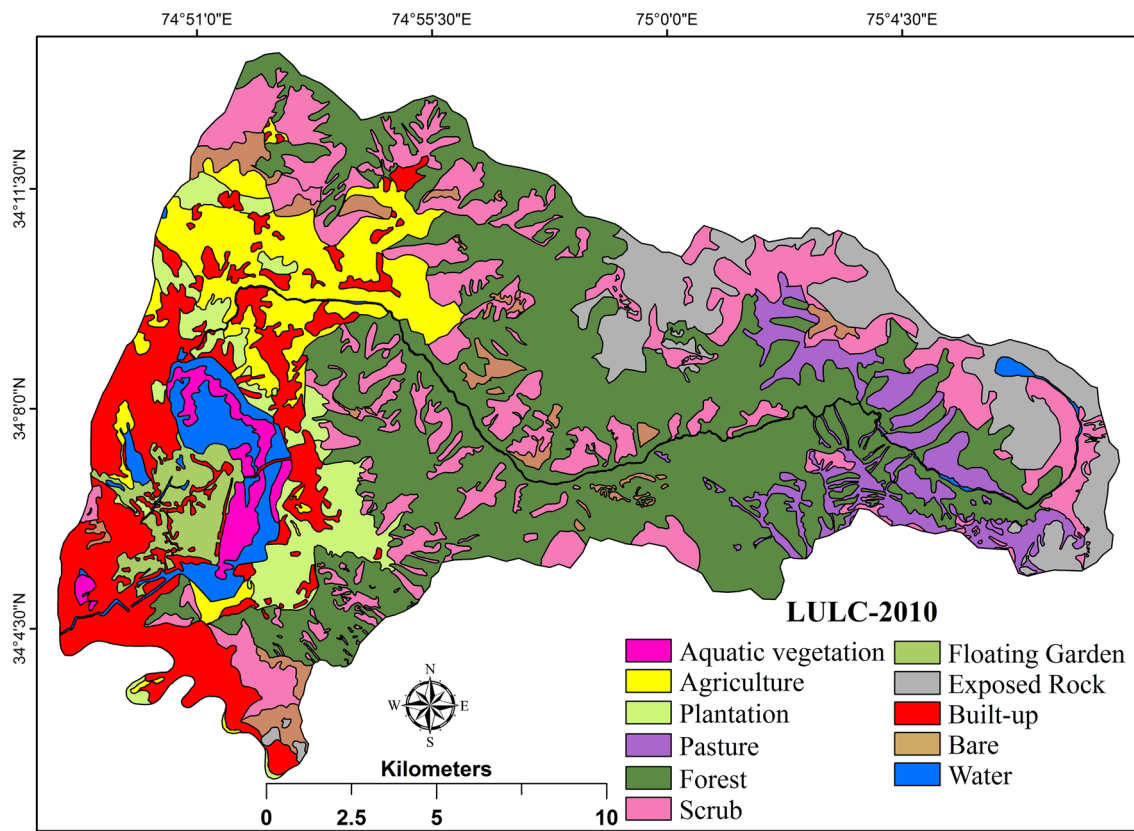 74°51'0"E 74°55'30"E 75°0'0"E 75°4'30"E
34°11'30"N
34°8'0"N
34°4'30"N
LULC-2010
Aquatic vegetation
Agriculture
Plantation
Pasture
Forest
Scrub
Floating Garden
Exposed Rock
Built-up
Bare
Water
N
W E
S
Kilometers
0 2.5 5 10